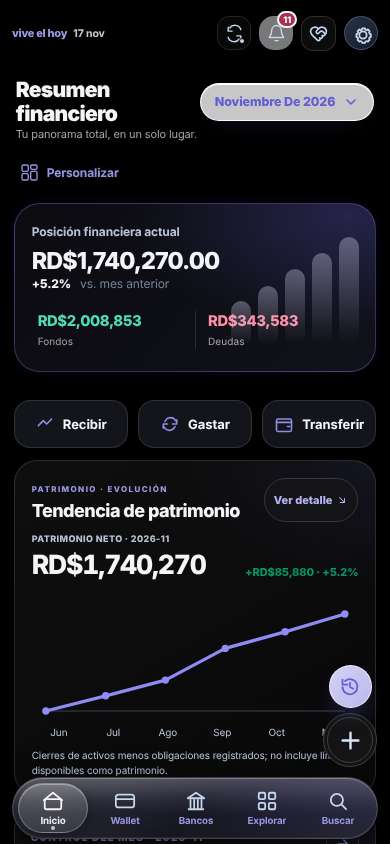 vive el hoy 17 nov
11
Resumen
financiero
Noviembre De 2026
Tu panorama total, en un solo lugar.
Personalizar
Posición financiera actual
RD$1,740,270.00
+5.2% vs. mes anterior
RD$2,008,853 RD$343,583
Fondos Deudas
Recibir Gastar Transferir
PATRIMONIO · EVOLUCIÓN
Tendencia de patrimonio
Ver detalle
PATRIMONIO NETO · 2026-11
RD$1,740,270
+RD$85,880 · +5.2%
Jun Jul Ago Sep Oct
Cierres de activos menos obligaciones registrados; no incluye
disponibles como patrimonio.
Inicio Wallet Bancos Explorar Buscar